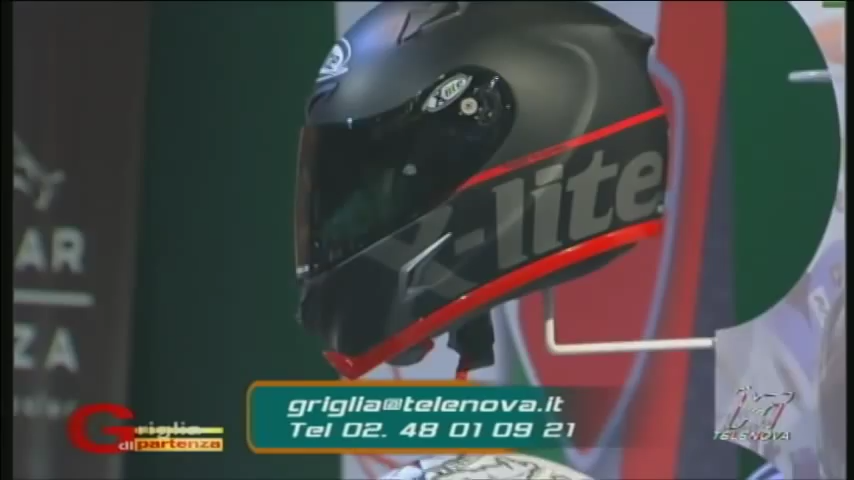 X-lite
X-lite
AR
ZA
griglia@telenova.it
Tel 02. 48 01 09 21
Griglia
di partenza
TELENOVA